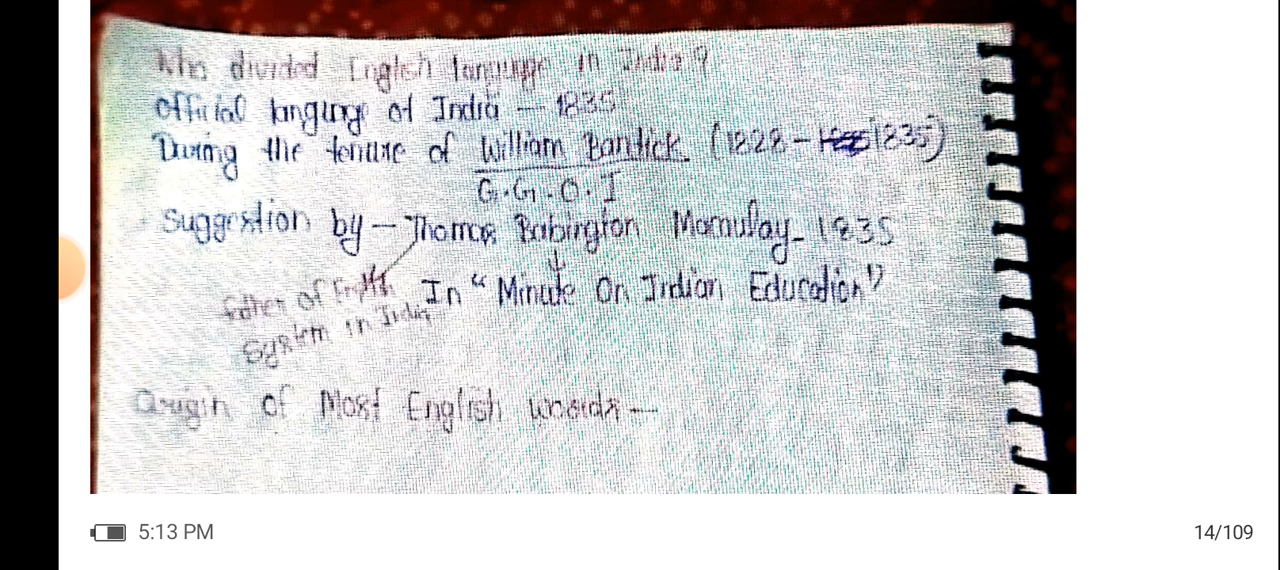 Who divided English language in India ?
official language of India — 1835
During the tenure of William Bantick (1828 – 1835)
G.G.O.I
Suggestion by — Thomas Babington Mamulay - 1835
In "Minute On Indian Education"
Father of English
System in India
Origin of Most English words —
5:13 PM
14/109